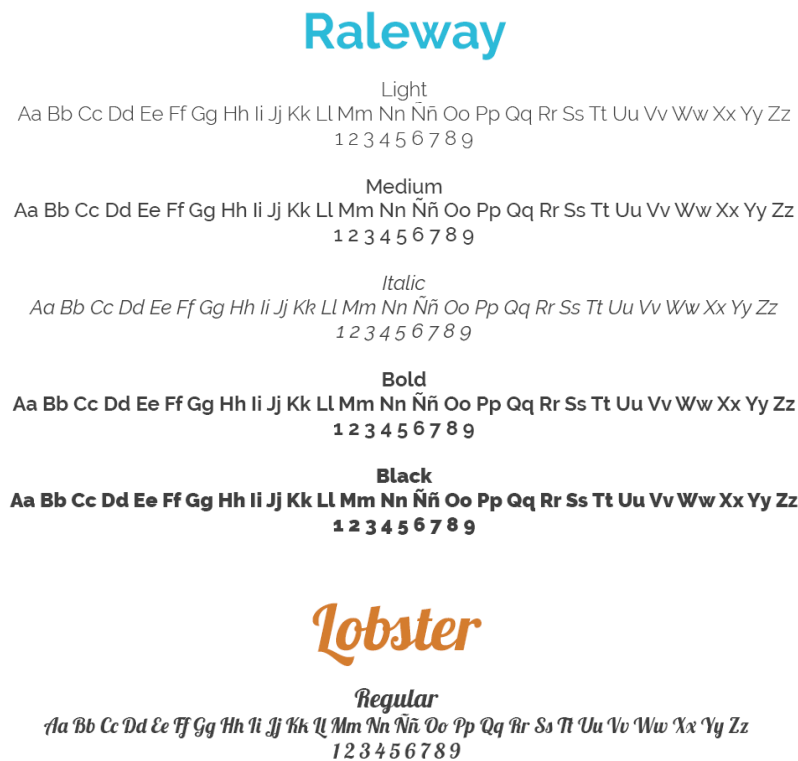 Raleway
Light
Aa Bb Cc Dd Ee Ff Gg Hh Ii Jj Kk Ll Mm Nn Ññ Oo Pp Qq Rr Ss Tt Uu Vv Ww Xx Yy Zz
1 2 3 4 5 6 7 8 9
Medium
Aa Bb Cc Dd Ee Ff Gg Hh Ii Jj Kk Ll Mm Nn Ññ Oo Pp Qq Rr Ss Tt Uu Vv Ww Xx Yy Zz
1 2 3 4 5 6 7 8 9
Italic
Aa Bb Cc Dd Ee Ff Gg Hh Ii Jj Kk Ll Mm Nn Ññ Oo Pp Qq Rr Ss Tt Uu Vv Ww Xx Yy Zz
1 2 3 4 5 6 7 8 9
Bold
Aa Bb Cc Dd Ee Ff Gg Hh Ii Jj Kk Ll Mm Nn Ññ Oo Pp Qq Rr Ss Tt Uu Vv Ww Xx Yy Zz
1 2 3 4 5 6 7 8 9
Black
Aa Bb Cc Dd Ee Ff Gg Hh Ii Jj Kk Ll Mm Nn Ññ Oo Pp Qq Rr Ss Tt Uu Vv Ww Xx Yy Zz
1 2 3 4 5 6 7 8 9
Lobster
Regular
Aa Bb Cc Dd Ee Ff Gg Hh Ii Jj Kk Ll Mm Nn Ññ Oo Pp Qq Rr Ss Tt Uu Vv Ww Xx Yy Zz
1 2 3 4 5 6 7 8 9